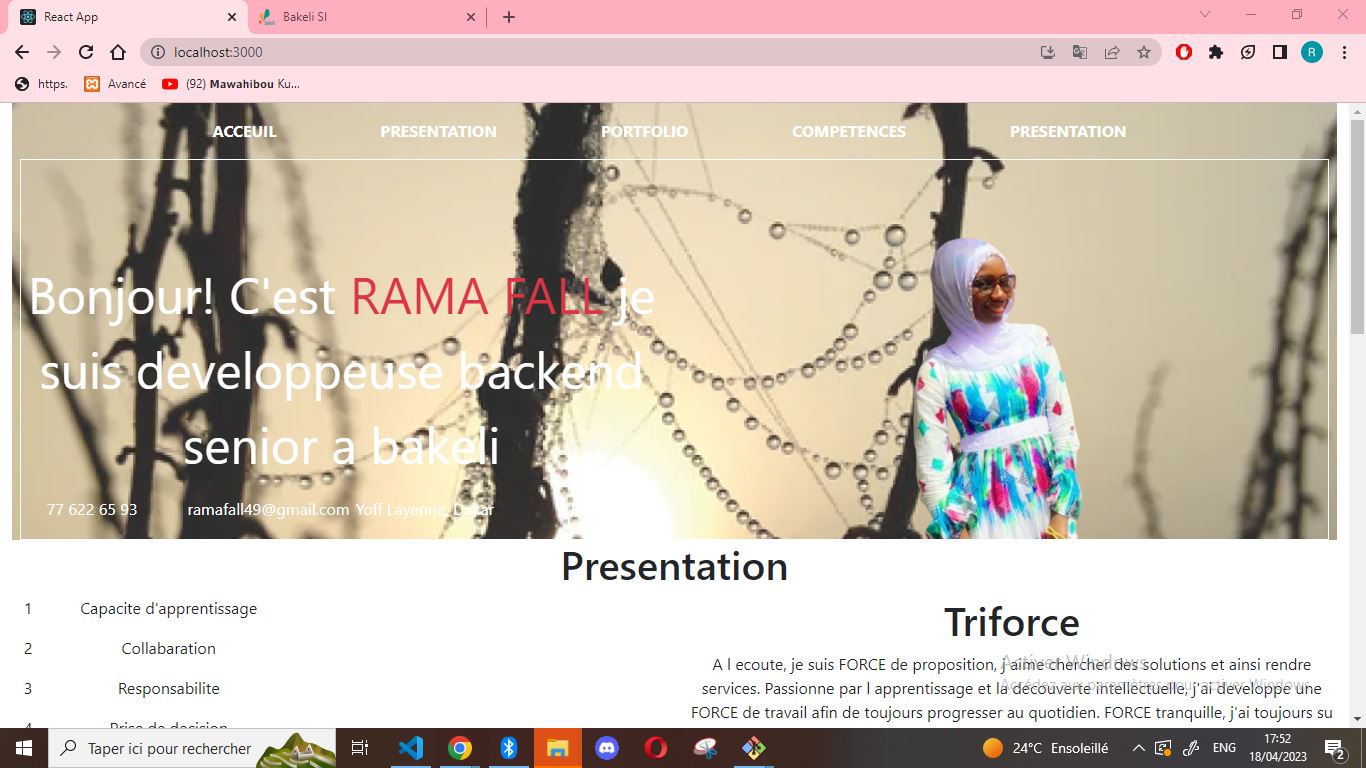 React App
Bakeli SI
localhost:3000
https.
Avancé
(92) Mawahibou Ku...
ACCEUIL PRESENTATION PORTFOLIO COMPETENCES PRESENTATION
Bonjour! C'est RAMA FALL je
suis developpeuse backend
senior a bakeli
77 622 65 93 ramafall49@gmail.com Yoff Layenne, Dakar
Presentation
1 Capacite d'apprentissage
2 Collabaration
3 Responsabilite
4 Prise de decision
Triforce
A l ecoute, je suis FORCE de proposition, j'aime chercher des solutions et ainsi rendre
services. Passionne par l apprentissage et la decouverte intellectuelle, j'ai developpe une
FORCE de travail afin de toujours progresser au quotidien. FORCE tranquille, j'ai toujours su
Activer Windows
Accédez aux paramètres pour activer Windows.
Taper ici pour rechercher
24°C Ensoleillé
ENG
17:52
18/04/2023
2
R